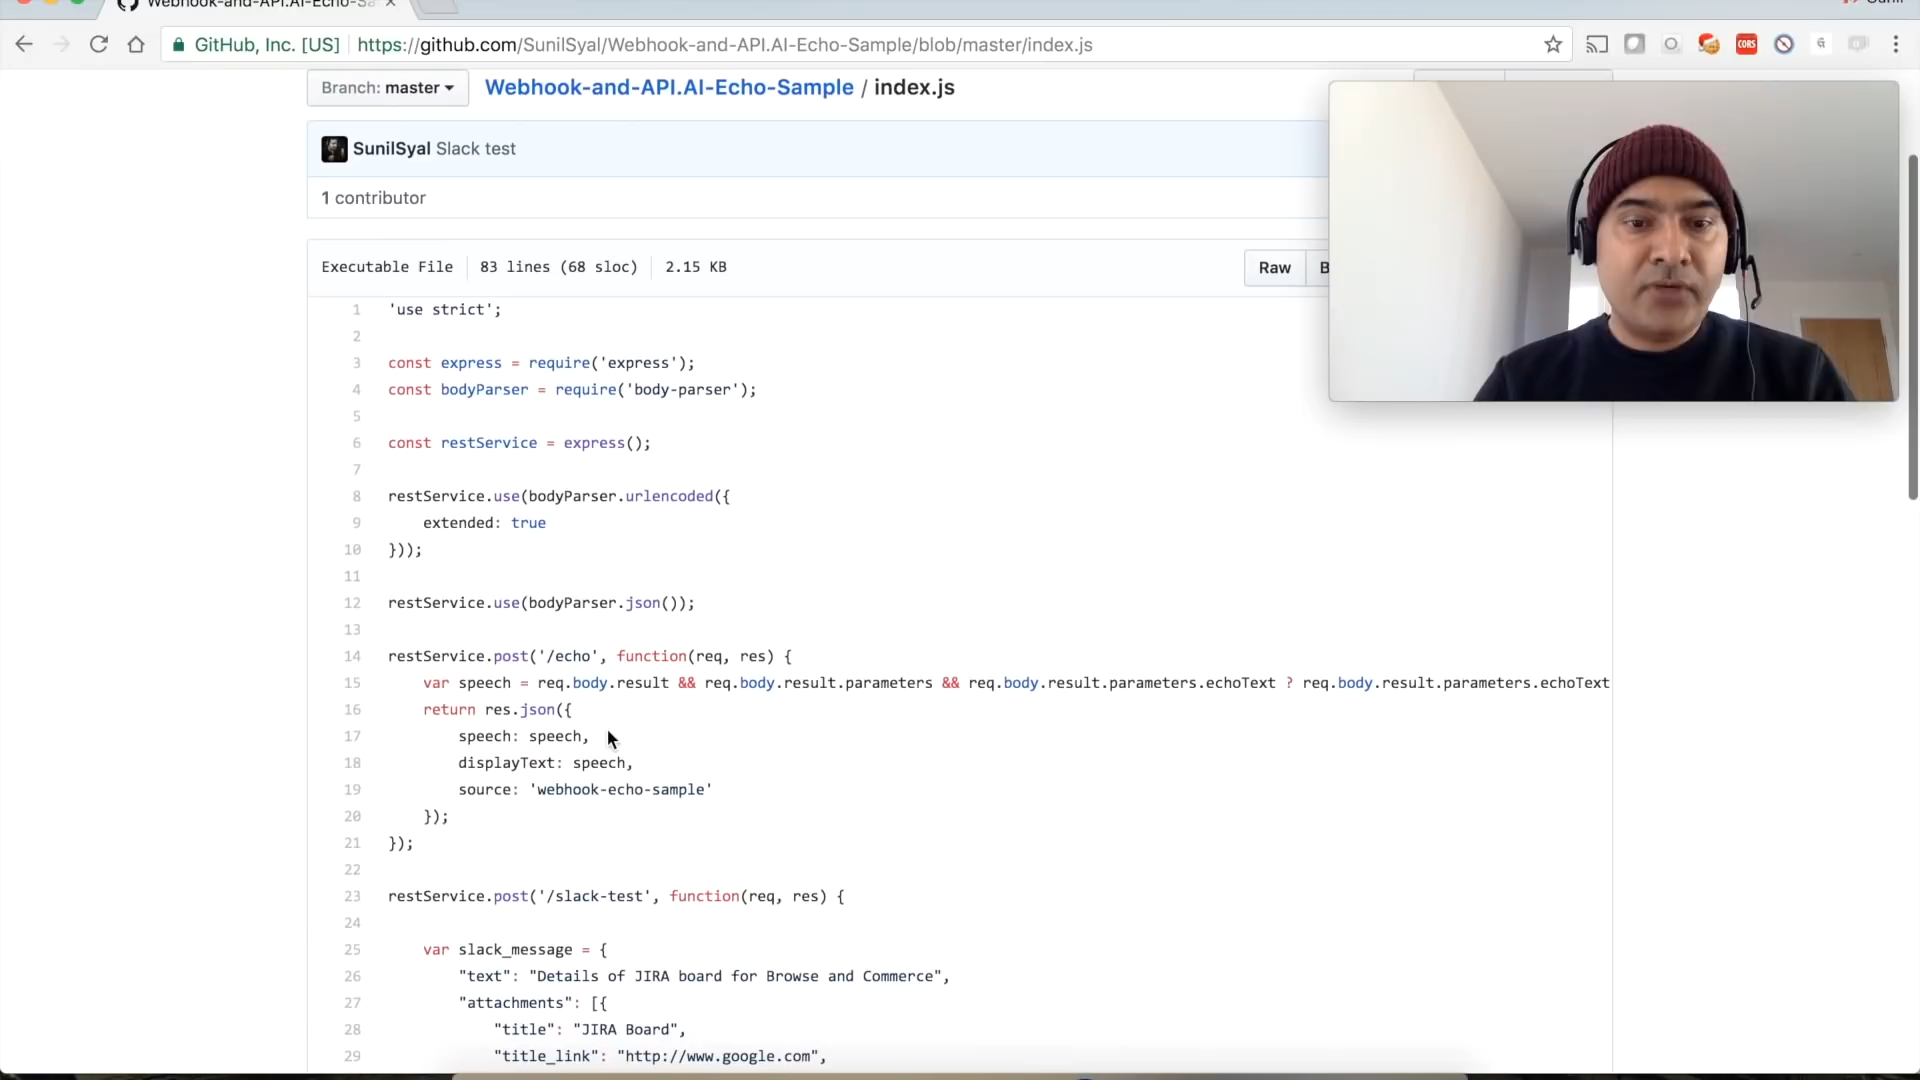 Webhook-and-API.AI-Echo-Sa
Sunil
GitHub, Inc. [US]
https://github.com/SunilSyal/Webhook-and-API.AI-Echo-Sample/blob/master/index.js
CORS
Branch: master
Webhook-and-API.AI-Echo-Sample / index.js
SunilSyal Slack test
1 contributor
Executable File 83 lines (68 sloc) 2.15 KB
Raw B
1 'use strict';
2
3 const express = require('express');
4 const bodyParser = require('body-parser');
5
6 const restService = express();
7
8 restService.use(bodyParser.urlencoded({
9 extended: true
10 }));
11
12 restService.use(bodyParser.json());
13
14 restService.post('/echo', function(req, res) {
15 var speech = req.body.result && req.body.result.parameters && req.body.result.parameters.echoText ? req.body.result.parameters.echoText
16 return res.json({
17 speech: speech,
18 displayText: speech,
19 source: 'webhook-echo-sample'
20 });
21 });
22
23 restService.post('/slack-test', function(req, res) {
24
25 var slack_message = {
26 "text": "Details of JIRA board for Browse and Commerce",
27 "attachments": [{
28 "title": "JIRA Board",
29 "title_link": "http://www.google.com",